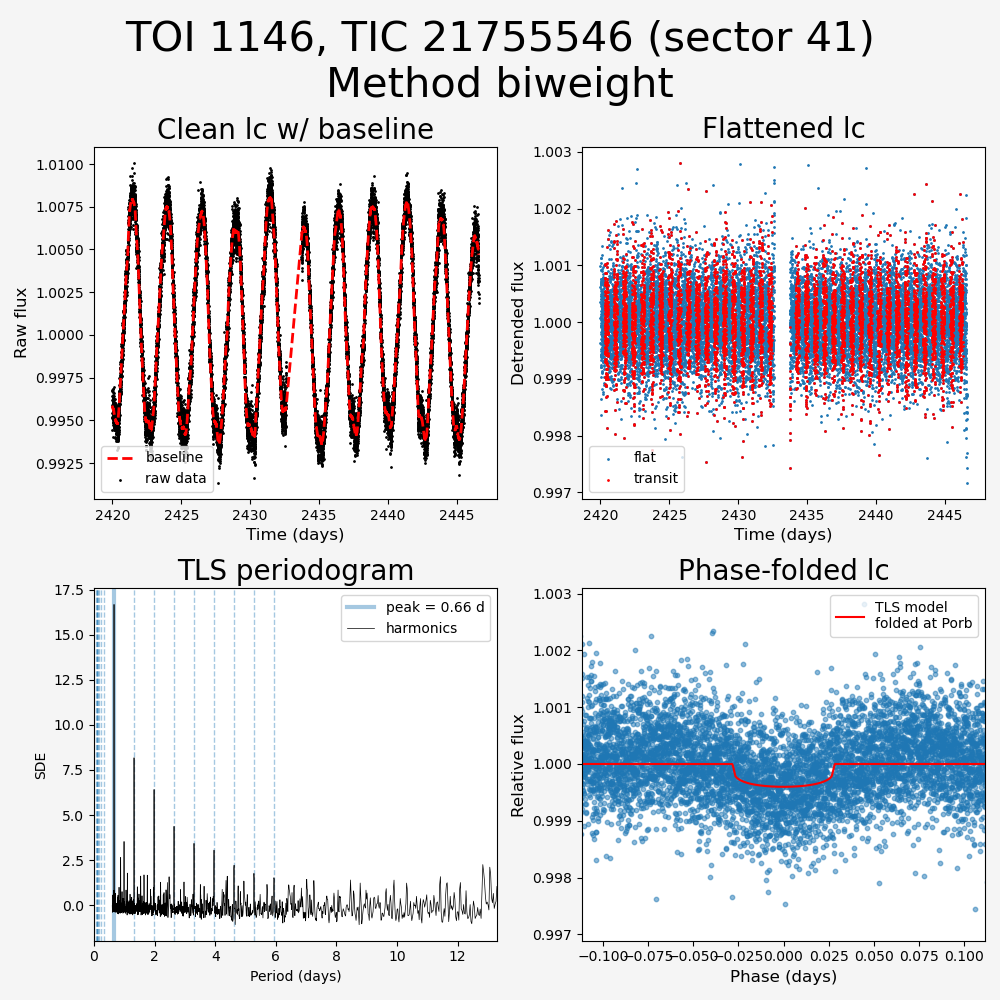 TOI 1146, TIC 21755546 (sector 41)
Method biweight
Clean lc w/ baseline
Raw flux
1.0100
1.0075
1.0050
1.0025
1.0000
0.9975
0.9950
0.9925
baseline
raw data
2420 2425 2430 2435 2440 2445
Time (days)
Flattened lc
Detrended flux
1.003
1.002
1.001
1.000
0.999
0.998
0.997
flat
transit
2420 2425 2430 2435 2440 2445
Time (days)
TLS periodogram
SDE
17.5
15.0
12.5
10.0
7.5
5.0
2.5
0.0
peak = 0.66 d
harmonics
0 2 4 6 8 10 12
Period (days)
Phase-folded lc
Relative flux
1.003
1.002
1.001
1.000
0.999
0.998
0.997
TLS model
folded at Porb
−0.100 −0.075 −0.050 −0.025 0.000 0.025 0.050 0.075 0.100
Phase (days)